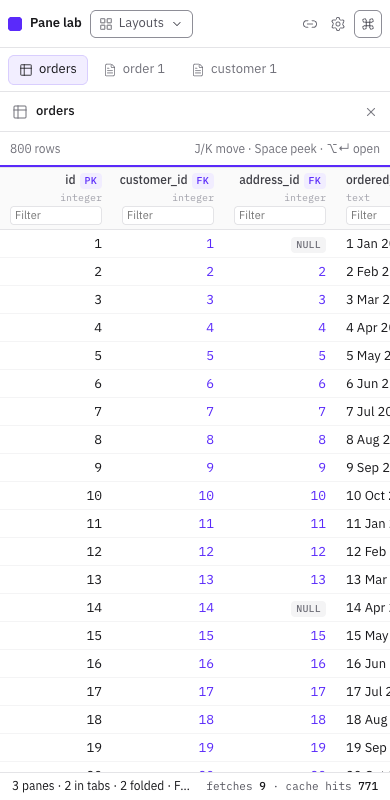 Pane lab Layouts ⌘
orders order 1 customer 1
orders
800 rows J/K move · Space peek · ⌥↵ open
id PK customer_id FK address_id FK ordered
integer integer integer text
Filter Filter Filter Filter
1 1 NULL 1 Jan 20
2 2 2 2 Feb 2
3 3 3 3 Mar 2
4 4 4 4 Apr 2
5 5 5 5 May 2
6 6 6 6 Jun 2
7 7 7 7 Jul 20
8 8 8 8 Aug 2
9 9 9 9 Sep 2
10 10 10 10 Oct
11 11 11 11 Jan
12 12 12 12 Feb
13 13 13 13 Mar
14 14 NULL 14 Apr
15 15 15 15 May
16 16 16 16 Jun
17 17 17 17 Jul 2
18 18 18 18 Aug
19 19 19 19 Sep
3 panes · 2 in tabs · 2 folded · F… fetches 9 · cache hits 771